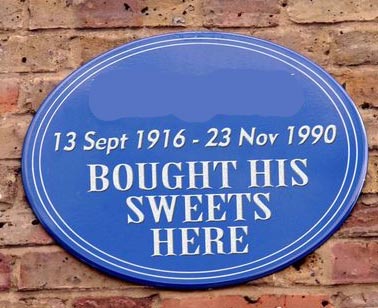 13 Sept 1916 - 23 Nov 1990
BOUGHT HIS
SWEETS
HERE